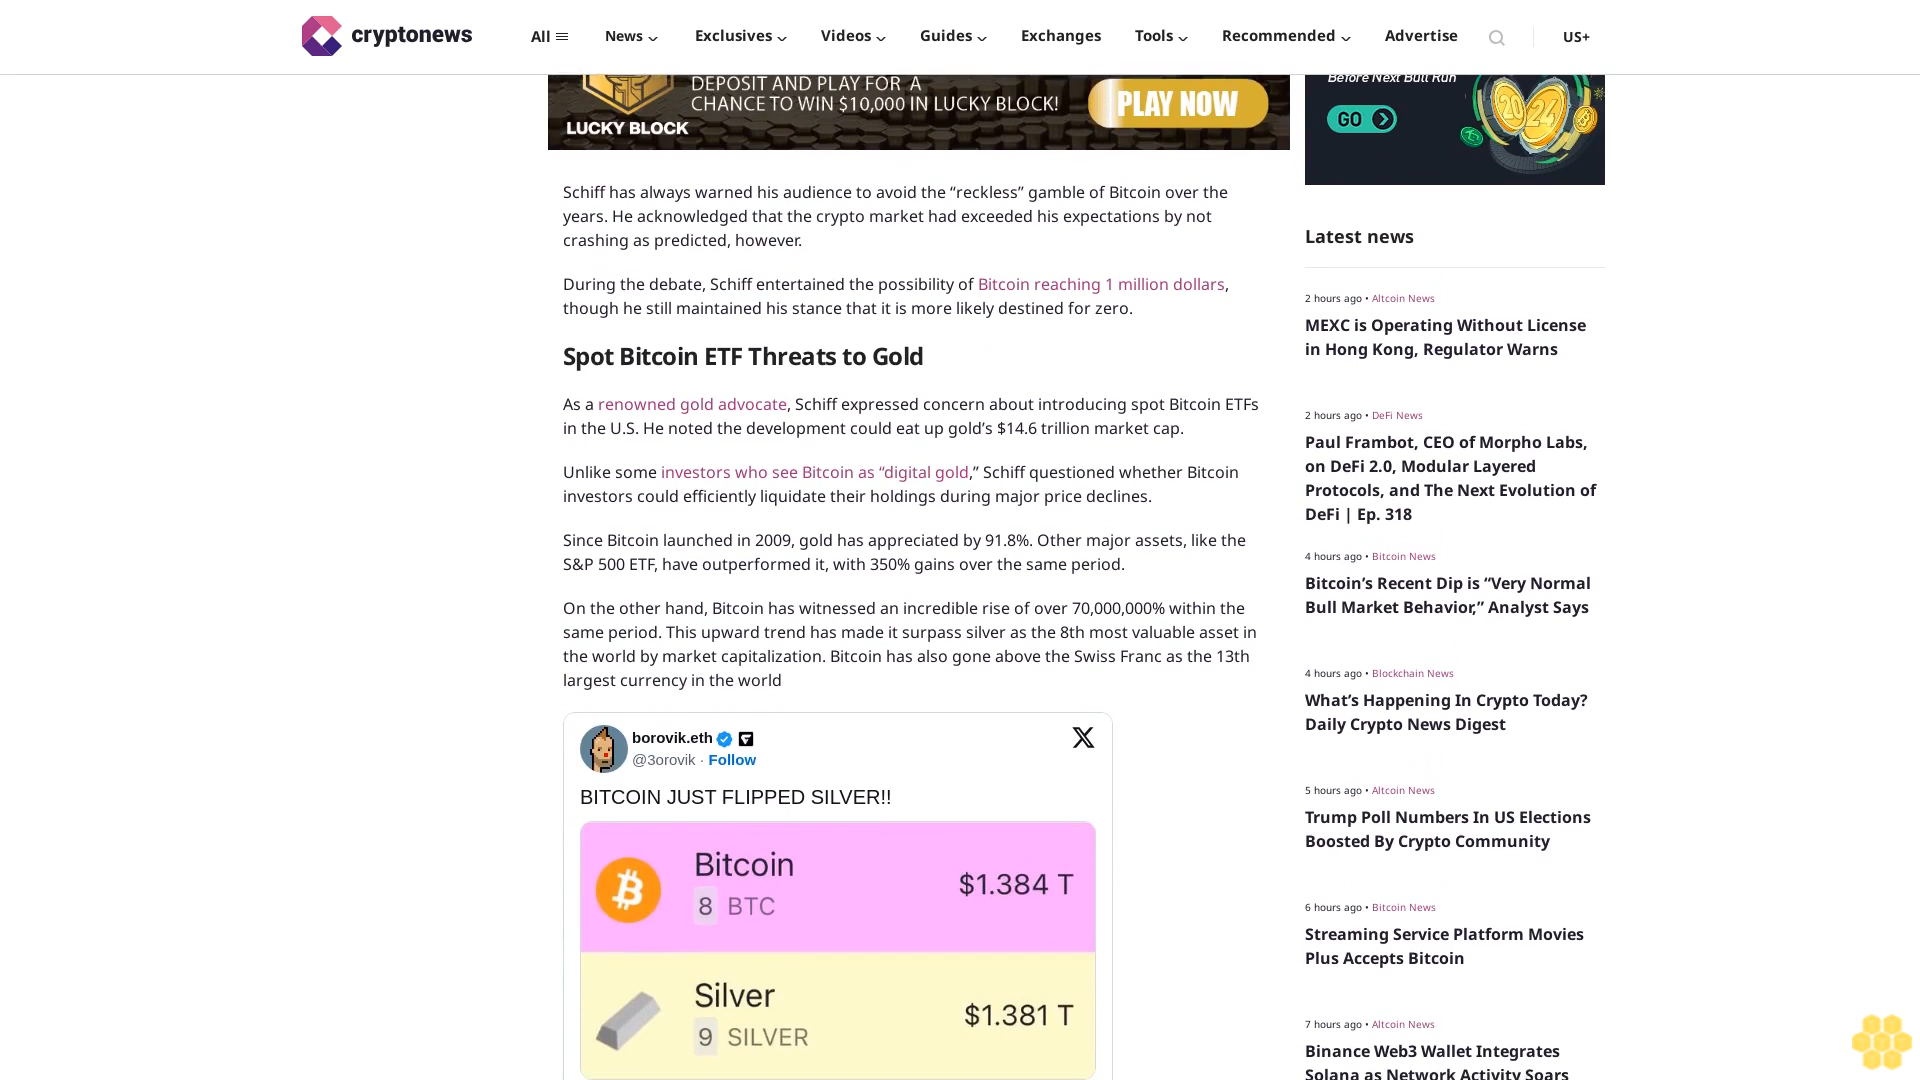 cryptonews
All
News
Exclusives
Videos
Guides
Exchanges
Tools
Recommended
Advertise
US+
DEPOSIT AND PLAY FOR A
CHANCE TO WIN $10,000 IN LUCKY BLOCK!
PLAY NOW
LUCKY BLOCK
Before Next Bull Run
GO
2024
Schiff has always warned his audience to avoid the “reckless” gamble of Bitcoin over the
years. He acknowledged that the crypto market had exceeded his expectations by not
crashing as predicted, however.
During the debate, Schiff entertained the possibility of Bitcoin reaching 1 million dollars,
though he still maintained his stance that it is more likely destined for zero.
Spot Bitcoin ETF Threats to Gold
As a renowned gold advocate, Schiff expressed concern about introducing spot Bitcoin ETFs
in the U.S. He noted the development could eat up gold’s $14.6 trillion market cap.
Unlike some investors who see Bitcoin as “digital gold,” Schiff questioned whether Bitcoin
investors could efficiently liquidate their holdings during major price declines.
Since Bitcoin launched in 2009, gold has appreciated by 91.8%. Other major assets, like the
S&P 500 ETF, have outperformed it, with 350% gains over the same period.
On the other hand, Bitcoin has witnessed an incredible rise of over 70,000,000% within the
same period. This upward trend has made it surpass silver as the 8th most valuable asset in
the world by market capitalization. Bitcoin has also gone above the Swiss Franc as the 13th
largest currency in the world
borovik.eth
@3orovik · Follow
BITCOIN JUST FLIPPED SILVER!!
Bitcoin
8 BTC
$1.384 T
Silver
9 SILVER
$1.381 T
Latest news
2 hours ago • Altcoin News
MEXC is Operating Without License
in Hong Kong, Regulator Warns
2 hours ago • DeFi News
Paul Frambot, CEO of Morpho Labs,
on DeFi 2.0, Modular Layered
Protocols, and The Next Evolution of
DeFi | Ep. 318
4 hours ago • Bitcoin News
Bitcoin’s Recent Dip is “Very Normal
Bull Market Behavior,” Analyst Says
4 hours ago • Blockchain News
What’s Happening In Crypto Today?
Daily Crypto News Digest
5 hours ago • Altcoin News
Trump Poll Numbers In US Elections
Boosted By Crypto Community
6 hours ago • Bitcoin News
Streaming Service Platform Movies
Plus Accepts Bitcoin
7 hours ago • Altcoin News
Binance Web3 Wallet Integrates
Solana as Network Activity Soars